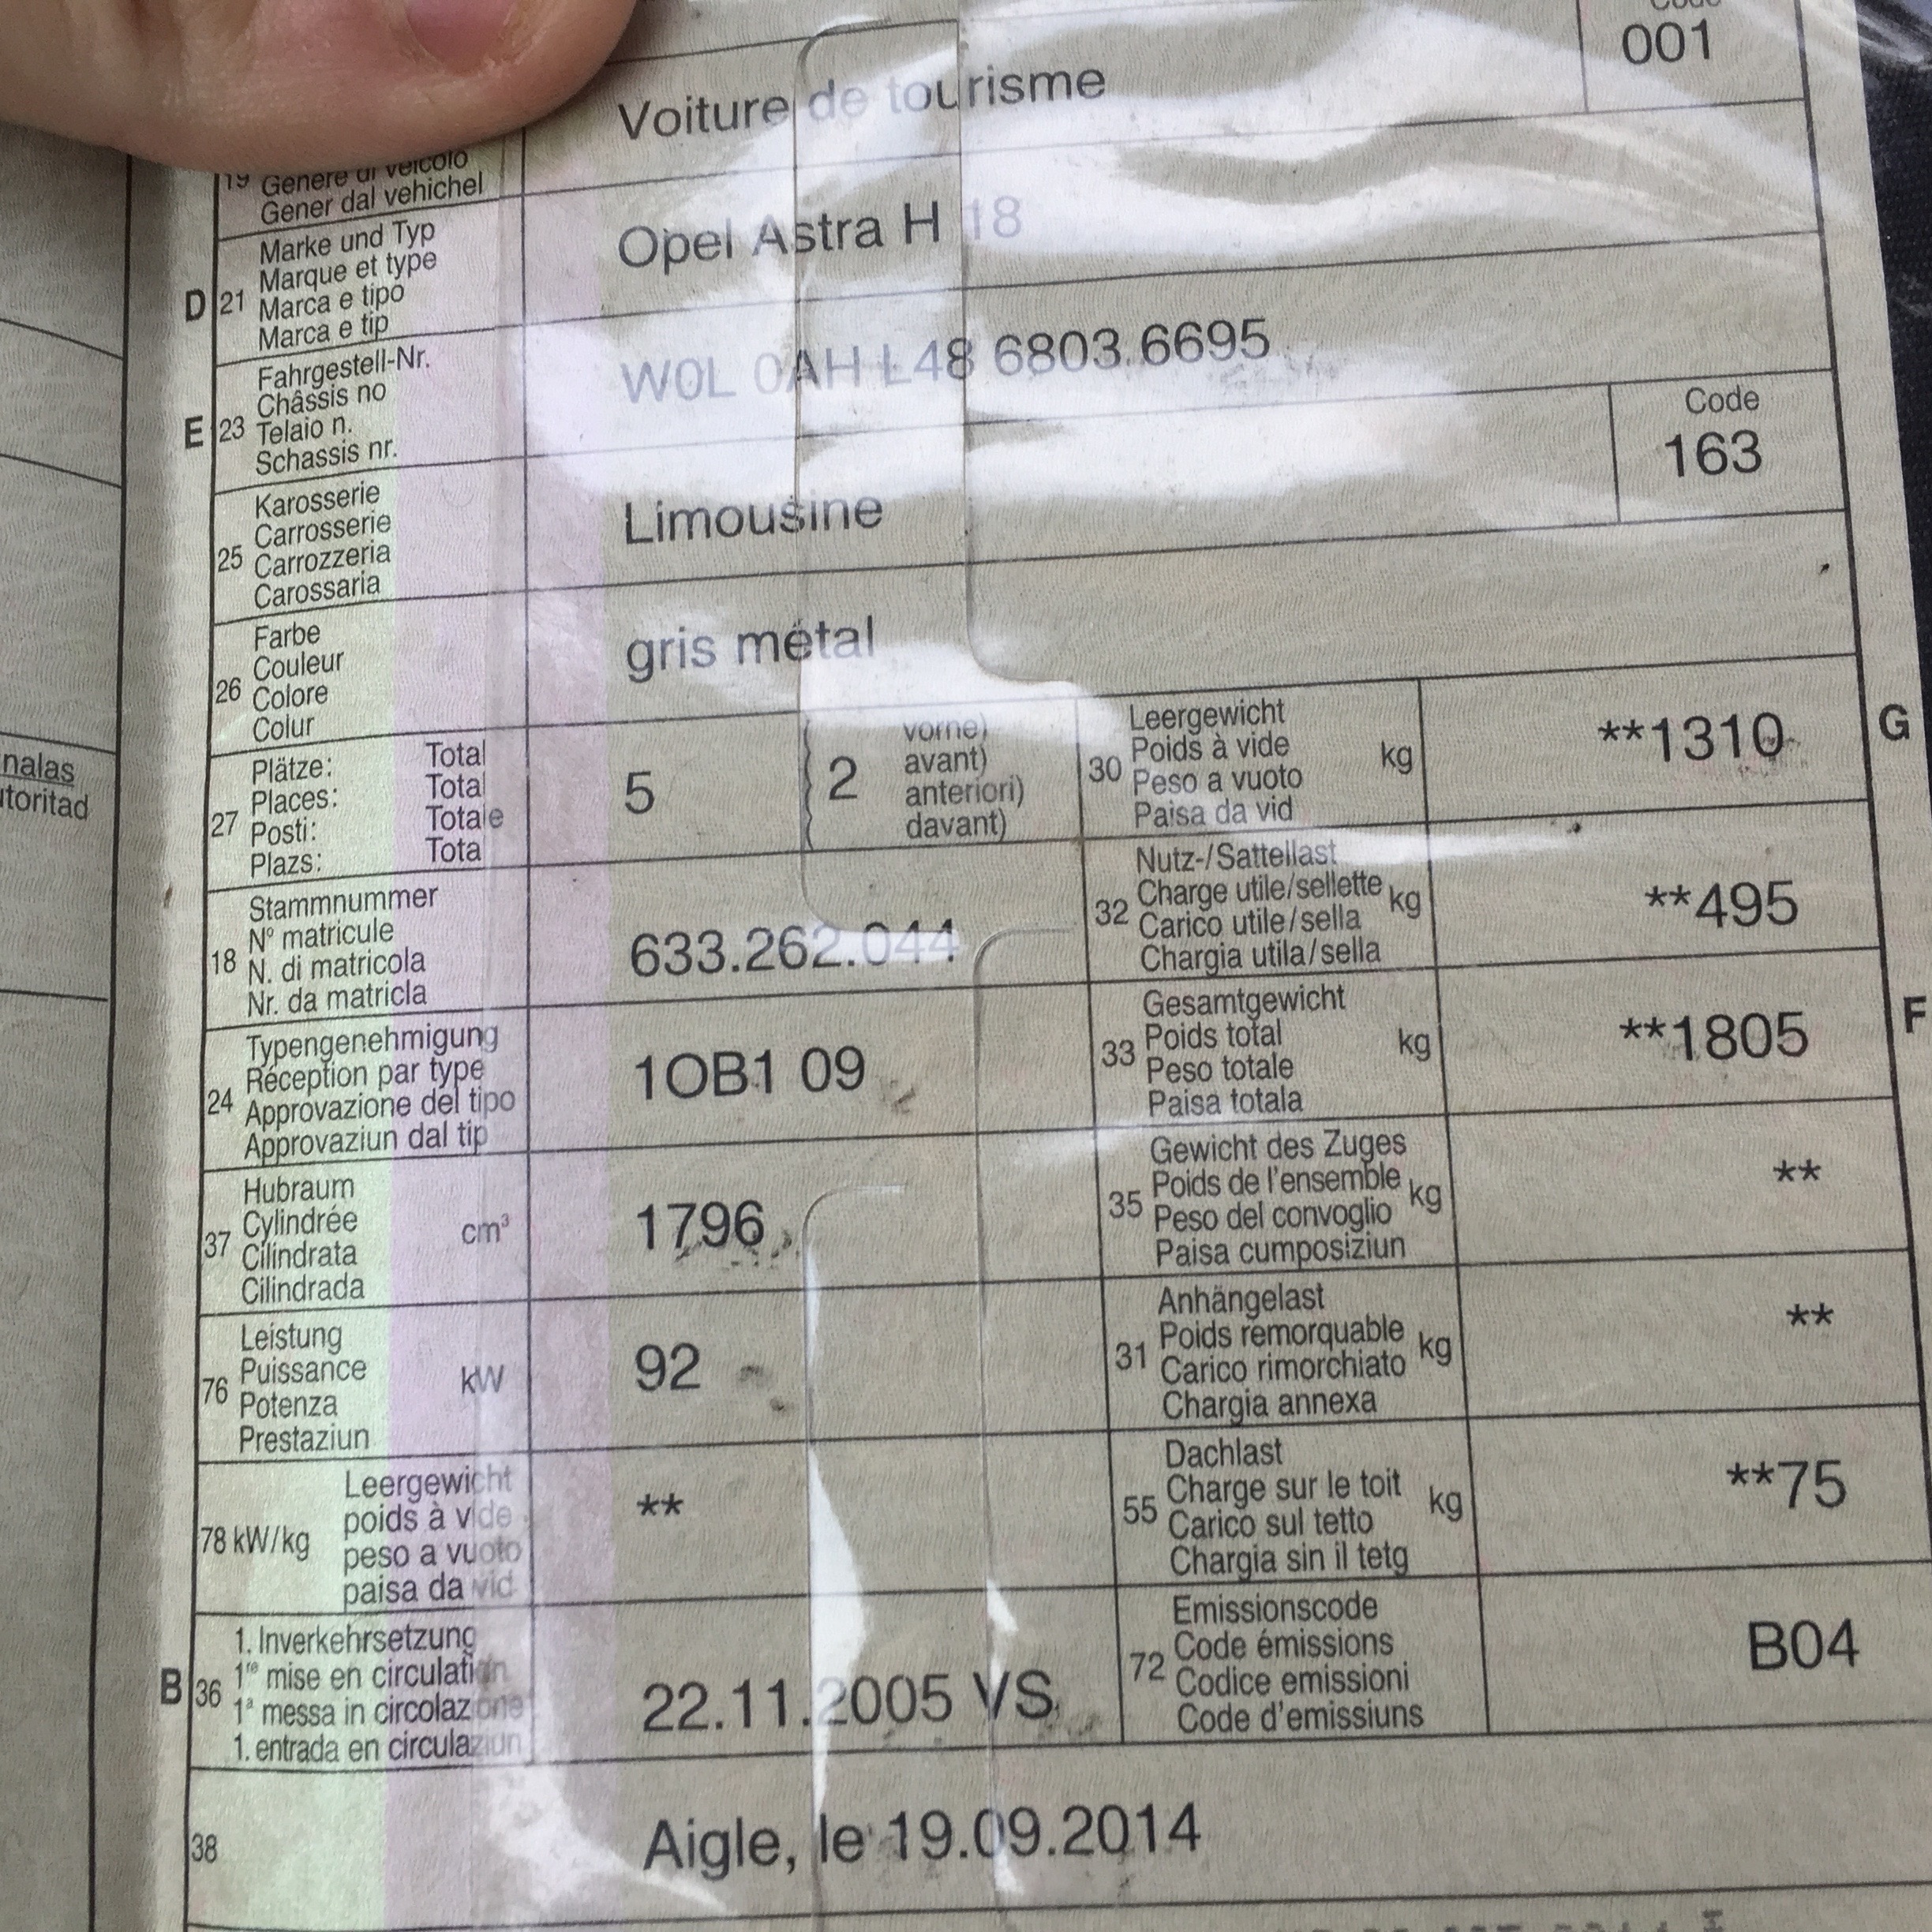 Code
001
19
Genere di veicolo
Gener dal vehichel
Voiture de tourisme
D 21
Marke und Typ
Marque et type
Marca e tipo
Marca e tip
Opel Astra H 18
E 23
Fahrgestell-Nr.
Châssis no
Telaio n.
Schassis nr.
W0L 0AH L48 6803 6695
25
Karosserie
Carrosserie
Carrozzeria
Carossaria
Limousine
Code
163
26
Farbe
Couleur
Colore
Colur
gris métal
27
Plätze: Total
Places: Total
Posti: Totale
Plazs: Total
5
2
vorne)
avant)
anteriori)
davant)
30
Leergewicht
Poids à vide kg
Peso a vuoto
Paisa da vid
**1310
G
18
Stammnummer
N° matricule
N. di matricola
Nr. da matricla
633.262.044
32
Nutz-/Sattellast
Charge utile/sellette kg
Carico utile/sella
Chargia utila/sella
**495
24
Typengenehmigung
Réception par type
Approvazione del tipo
Approvaziun dal tip
1OB1 09
33
Gesamtgewicht
Poids total kg
Peso totale
Paisa totala
**1805
F
37
Hubraum
Cylindrée cm³
Cilindrata
Cilindrada
1796
35
Gewicht des Zuges
Poids de l'ensemble kg
Peso del convoglio
Paisa cumposiziun
**
76
Leistung
Puissance kW
Potenza
Prestaziun
92
31
Anhängelast
Poids remorquable kg
Carico rimorchiato
Chargia annexa
**
78 kW/kg
Leergewicht
poids à vide
peso a vuoto
paisa da vid
**
55
Dachlast
Charge sur le toit kg
Carico sul tetto
Chargia sin il tetg
**75
B 36
1. Inverkehrsetzung
1re mise en circulation
1a messa in circolazione
1. entrada en circulaziun
22.11.2005 VS
72
Emissionscode
Code émissions
Codice emissioni
Code d'emissiuns
B04
38
Aigle, le 19.09.2014
nalas
utoritad